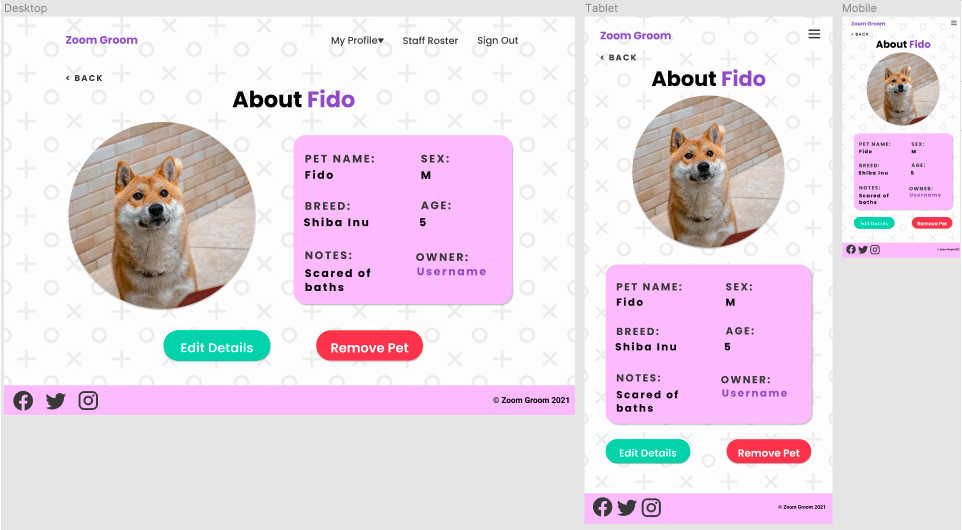 Desktop
Zoom Groom
My Profile▾ Staff Roster Sign Out
< BACK
About Fido
PET NAME: SEX:
Fido M
BREED: AGE:
Shiba Inu 5
NOTES: OWNER:
Scared of Username
baths
Edit Details Remove Pet
© Zoom Groom 2021
Tablet
Zoom Groom
< BACK
About Fido
PET NAME: SEX:
Fido M
BREED: AGE:
Shiba Inu 5
NOTES: OWNER:
Scared of Username
baths
Edit Details Remove Pet
© Zoom Groom 2021
Mobile
Zoom Groom
< BACK
About Fido
PET NAME: SEX:
Fido M
BREED: AGE:
Shiba Inu 5
NOTES: OWNER:
Scared of Username
baths
Edit Details Remove Pet
© Zoom Groom 2021